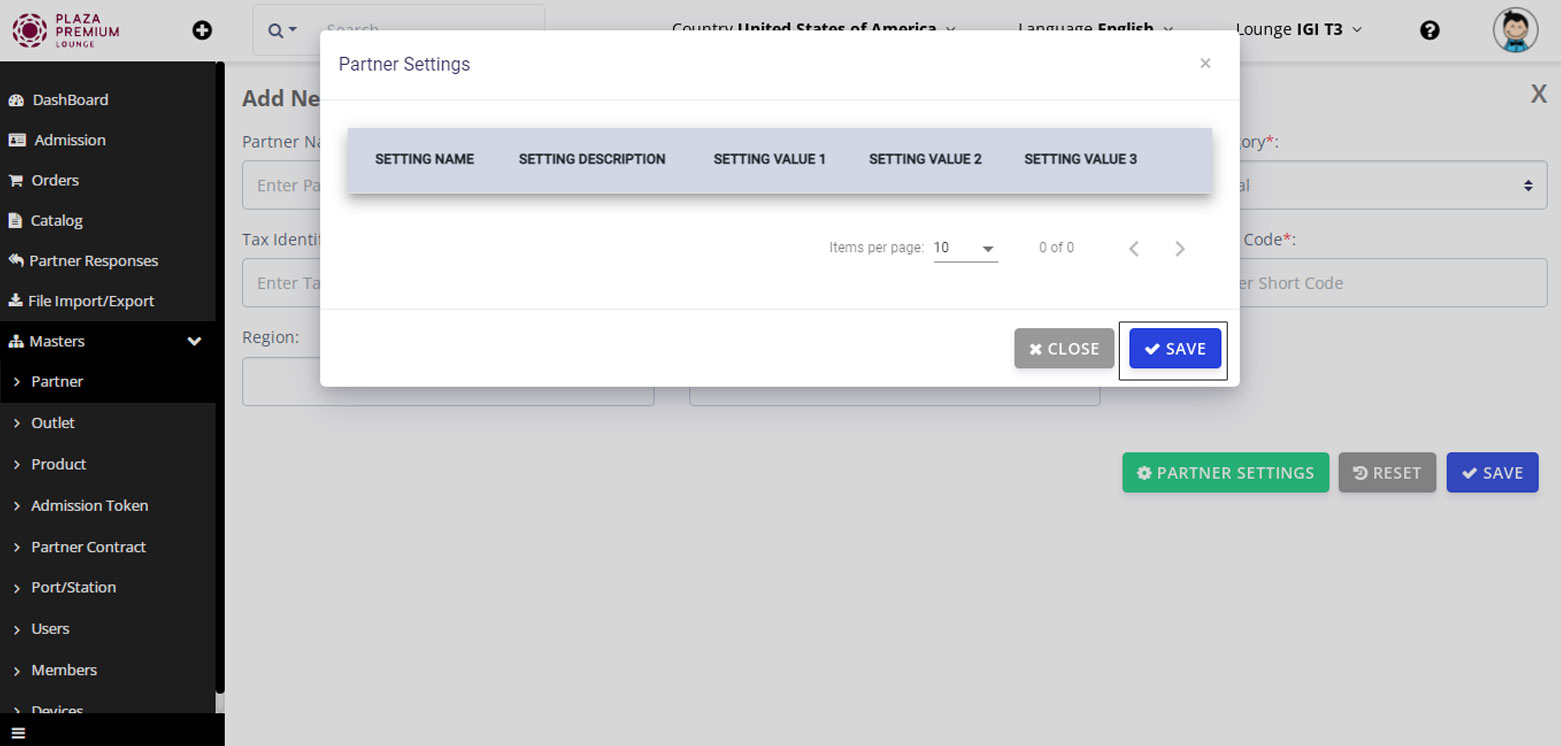 PLAZA
PREMIUM
LOUNGE
Search
Country United States of America
Language English
Lounge IGI T3
DashBoard
Admission
Orders
Catalog
Partner Responses
File Import/Export
Masters
Partner
Outlet
Product
Admission Token
Partner Contract
Port/Station
Users
Members
Devices
Partner Settings
×
SETTING NAME
SETTING DESCRIPTION
SETTING VALUE 1
SETTING VALUE 2
SETTING VALUE 3
Items per page: 10
0 of 0
CLOSE
SAVE
Add Ne
X
Partner Na
ory*:
Enter Pa
al
Tax Identif
Code*:
Enter Ta
er Short Code
Region:
PARTNER SETTINGS
RESET
SAVE